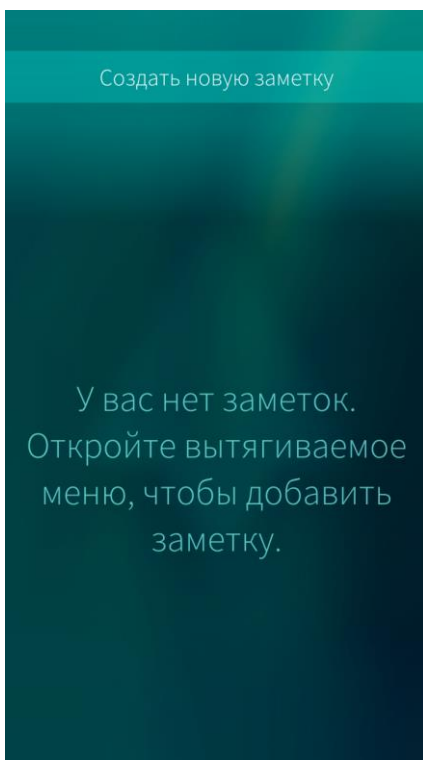 Создать новую заметку
У вас нет заметок.
Откройте вытягиваемое
меню, чтобы добавить
заметку.